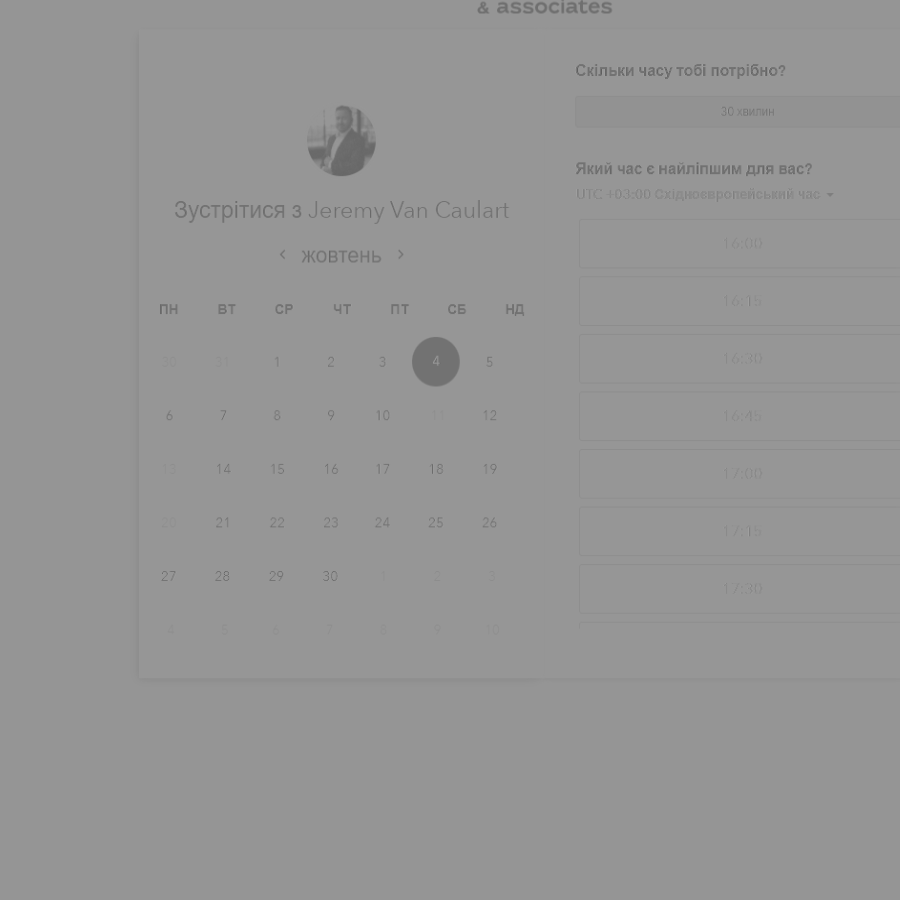 & associates
Зустрітися з Jeremy Van Caulart
‹ жовтень ›
ПН ВТ СР ЧТ ПТ СБ НД
30 31 1 2 3 4 5
6 7 8 9 10 11 12
13 14 15 16 17 18 19
20 21 22 23 24 25 26
27 28 29 30 1 2 3
4 5 6 7 8 9 10
Скільки часу тобі потрібно?
30 хвилин
Який час є найліпшим для вас?
UTC +03:00 Східноєвропейський час
16:00
16:15
16:30
16:45
17:00
17:15
17:30